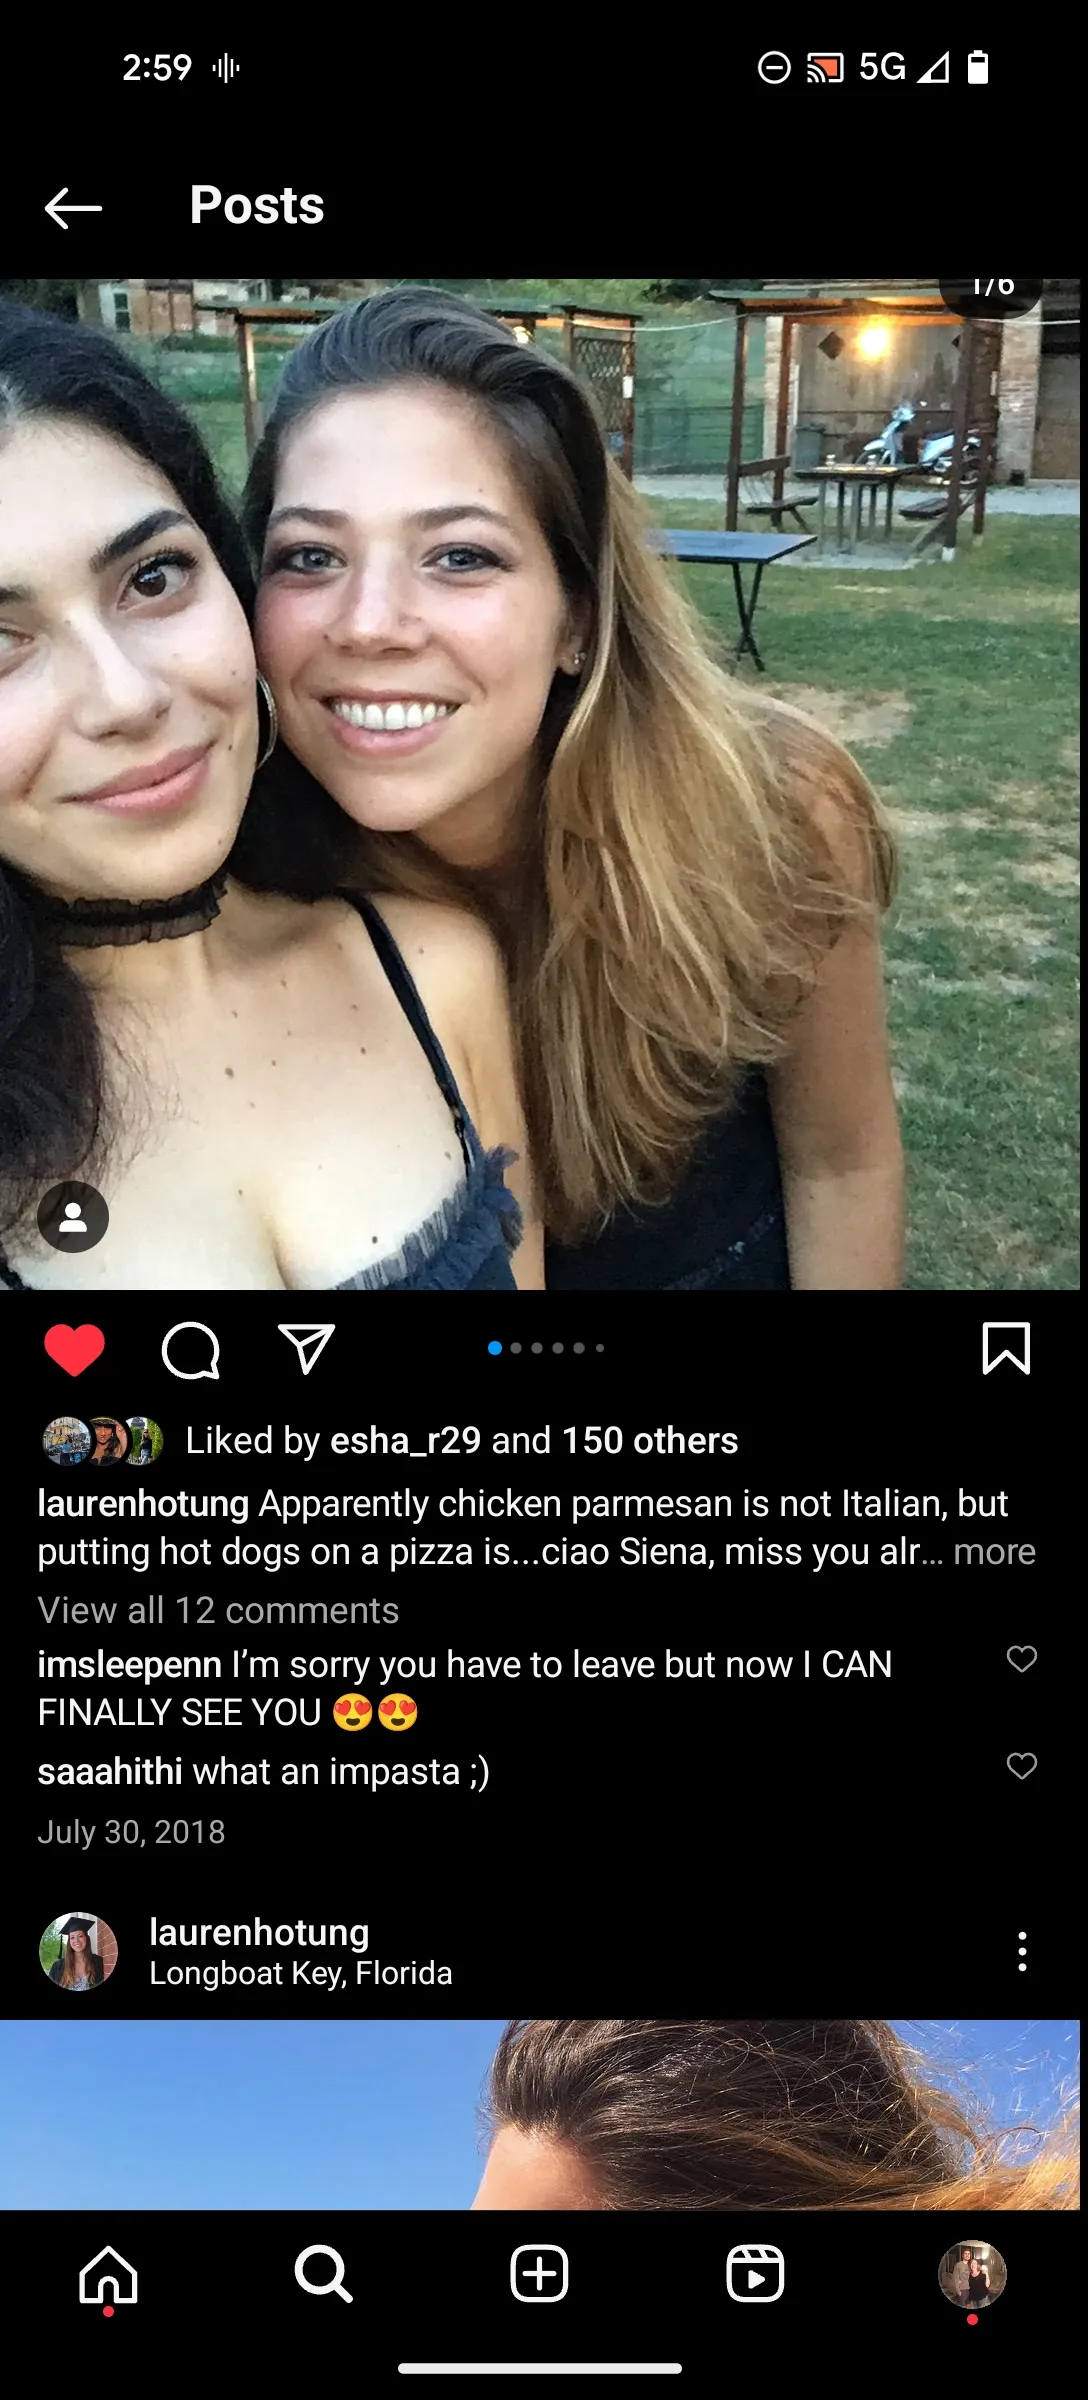 2:59
5G
Posts
1/6
Liked by esha_r29 and 150 others
laurenhotung Apparently chicken parmesan is not Italian, but
putting hot dogs on a pizza is...ciao Siena, miss you alr... more
View all 12 comments
imsleepenn I’m sorry you have to leave but now I CAN
FINALLY SEE YOU 😍😍
saaahithi what an impasta ;)
July 30, 2018
laurenhotung
Longboat Key, Florida